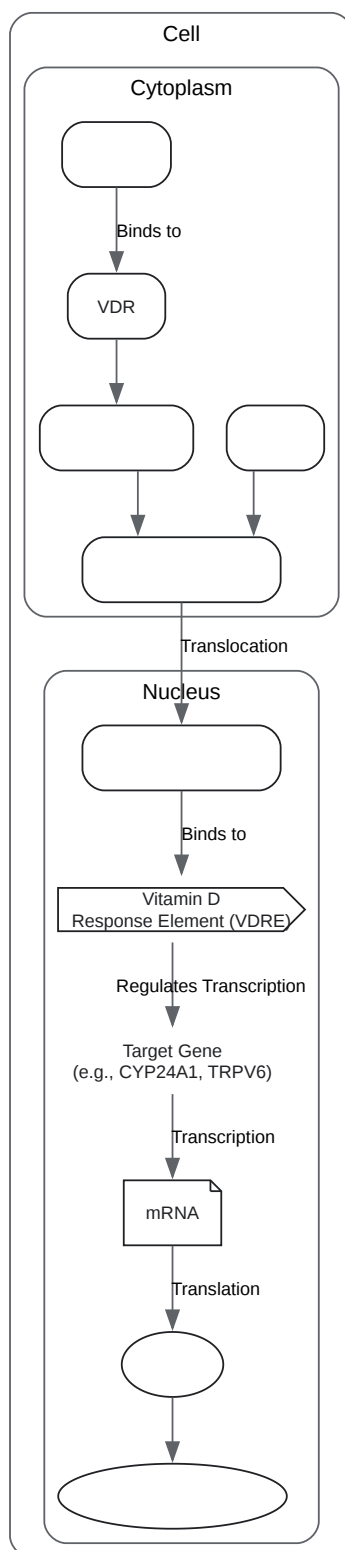 Cell
Cytoplasm
Binds to
VDR
Translocation
Nucleus
Binds to
Vitamin D
Response Element (VDRE)
Regulates Transcription
Target Gene
(e.g., CYP24A1, TRPV6)
Transcription
mRNA
Translation